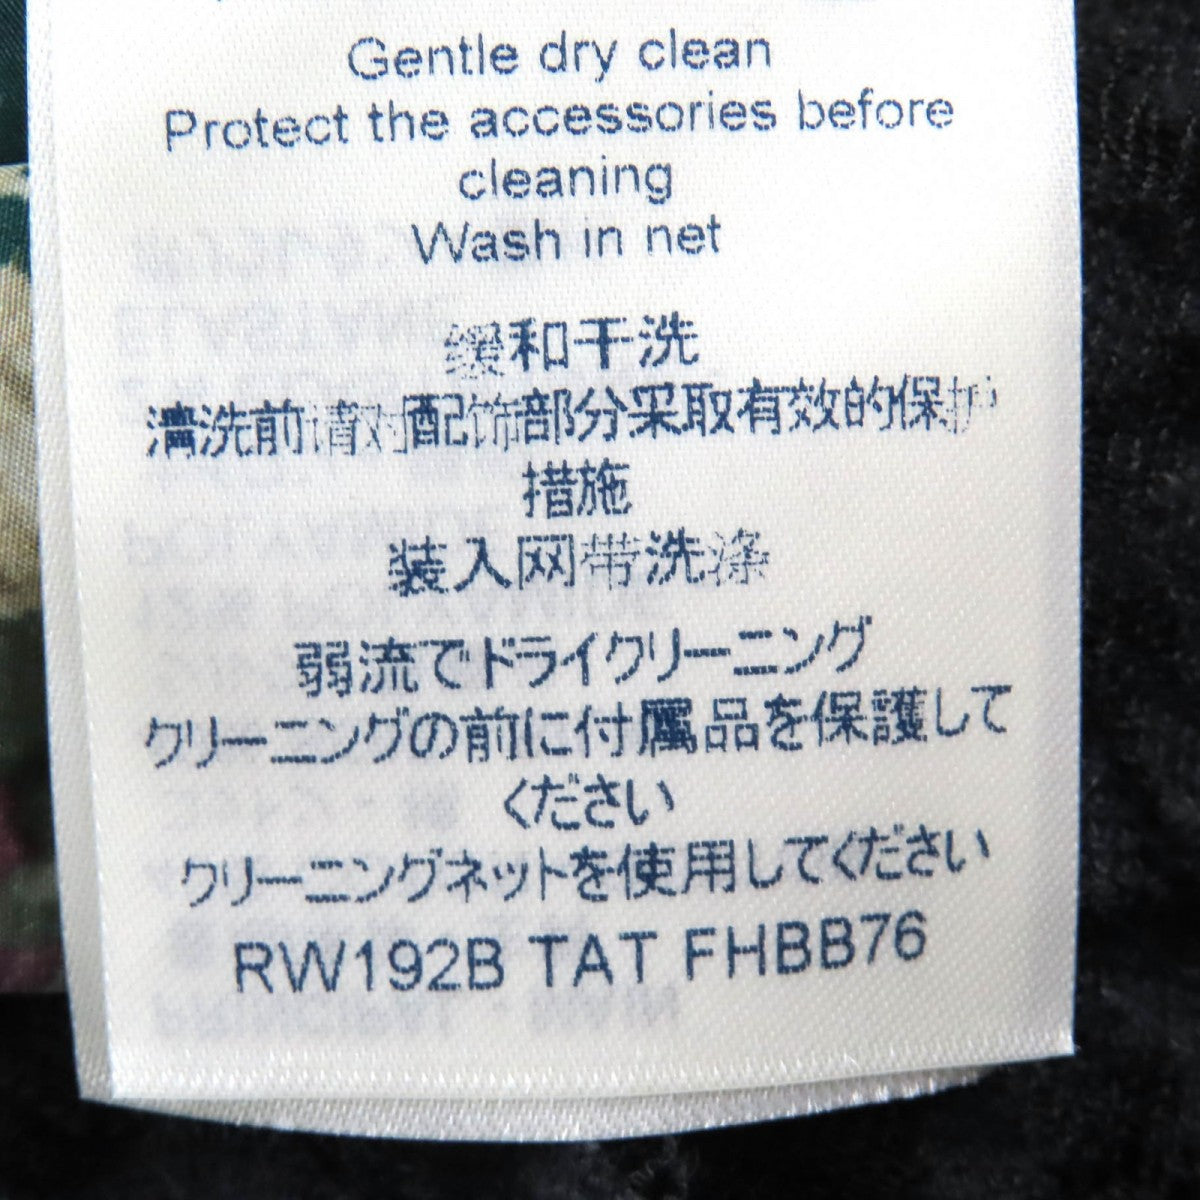 Gentle dry clean
Protect the accessories before
cleaning
Wash in net
缓和干洗
清洗前请对配饰部分采取有效的保护
措施
装入网带洗涤
弱流でドライクリーニング
クリーニングの前に付属品を保護して
ください
クリーニングネットを使用してください
RW192B TAT FHBB76